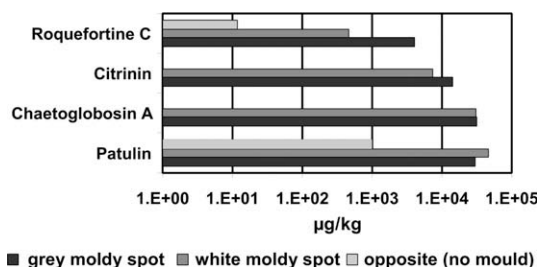 Roquefortine C
Citrinin
Chaetoglobosin A
Patulin
1.E+00 1.E+01 1.E+02 1.E+03 1.E+04 1.E+05
µg/kg
grey moldy spot white moldy spot opposite (no mould)